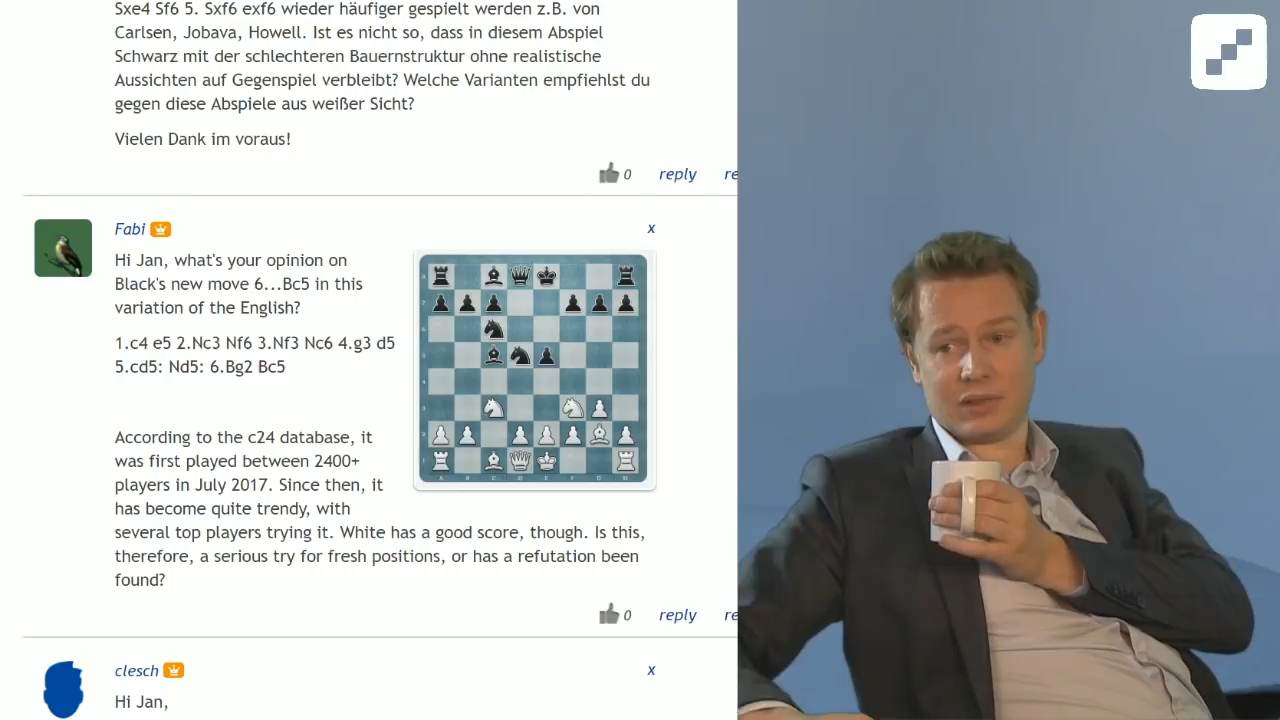 Sxe4 Sf6 5. Sxf6 exf6 wieder häufiger gespielt werden z.B. von
Carlsen, Jobava, Howell. Ist es nicht so, dass in diesem Abspiel
Schwarz mit der schlechteren Bauernstruktur ohne realistische
Aussichten auf Gegenspiel verbleibt? Welche Varianten empfiehlst du
gegen diese Abspiele aus weißer Sicht?
Vielen Dank im voraus!
0 reply re
Fabi x
Hi Jan, what's your opinion on
Black's new move 6...Bc5 in this
variation of the English?
1.c4 e5 2.Nc3 Nf6 3.Nf3 Nc6 4.g3 d5
5.cd5: Nd5: 6.Bg2 Bc5
According to the c24 database, it
was first played between 2400+
players in July 2017. Since then, it
has become quite trendy, with
several top players trying it. White has a good score, though. Is this,
therefore, a serious try for fresh positions, or has a refutation been
found?
0 reply re
clesch x
Hi Jan,